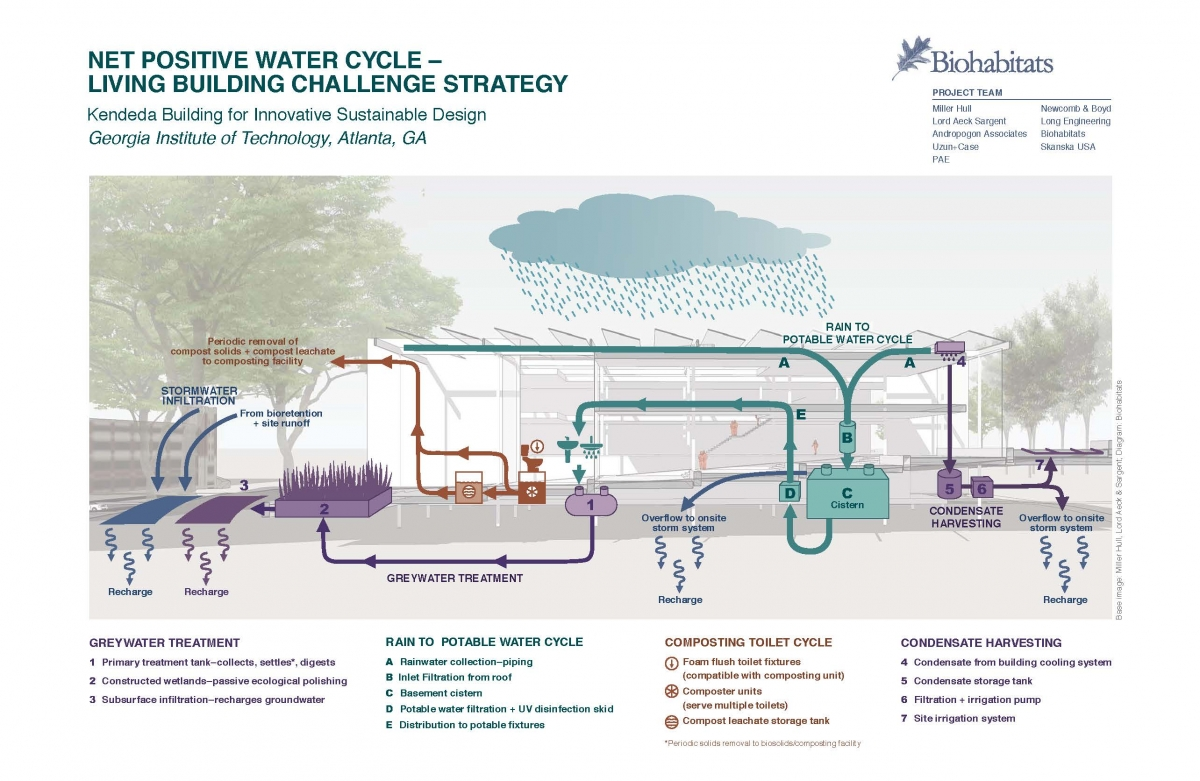 NET POSITIVE WATER CYCLE –
LIVING BUILDING CHALLENGE STRATEGY
Kendeda Building for Innovative Sustainable Design
Georgia Institute of Technology, Atlanta, GA
Biohabitats
PROJECT TEAM
Miller Hull
Lord Aeck Sargent
Andropogon Associates
Uzun+Case
PAE
Newcomb & Boyd
Long Engineering
Biohabitats
Skanska USA
RAIN TO
POTABLE WATER CYCLE
A
A
4
Periodic removal of
compost solids + compost leachate
to composting facility
STORMWATER
INFILTRATION
From bioretention
+ site runoff
E
B
7
3
2
1
D
C
Cistern
5
6
CONDENSATE
HARVESTING
Overflow to onsite
storm system
Overflow to onsite
storm system
GREYWATER TREATMENT
Recharge
Recharge
Recharge
Recharge
Base image: Miller Hull, Lord Aeck & Sargent; Diagram: Biohabitats
GREYWATER TREATMENT
1 Primary treatment tank–collects, settles*, digests
2 Constructed wetlands–passive ecological polishing
3 Subsurface infiltration–recharges groundwater
RAIN TO POTABLE WATER CYCLE
A Rainwater collection–piping
B Inlet Filtration from roof
C Basement cistern
D Potable water filtration + UV disinfection skid
E Distribution to potable fixtures
COMPOSTING TOILET CYCLE
Foam flush toilet fixtures
(compatible with composting unit)
Composter units
(serve multiple toilets)
Compost leachate storage tank
*Periodic solids removal to biosolids/composting facility
CONDENSATE HARVESTING
4 Condensate from building cooling system
5 Condensate storage tank
6 Filtration + irrigation pump
7 Site irrigation system